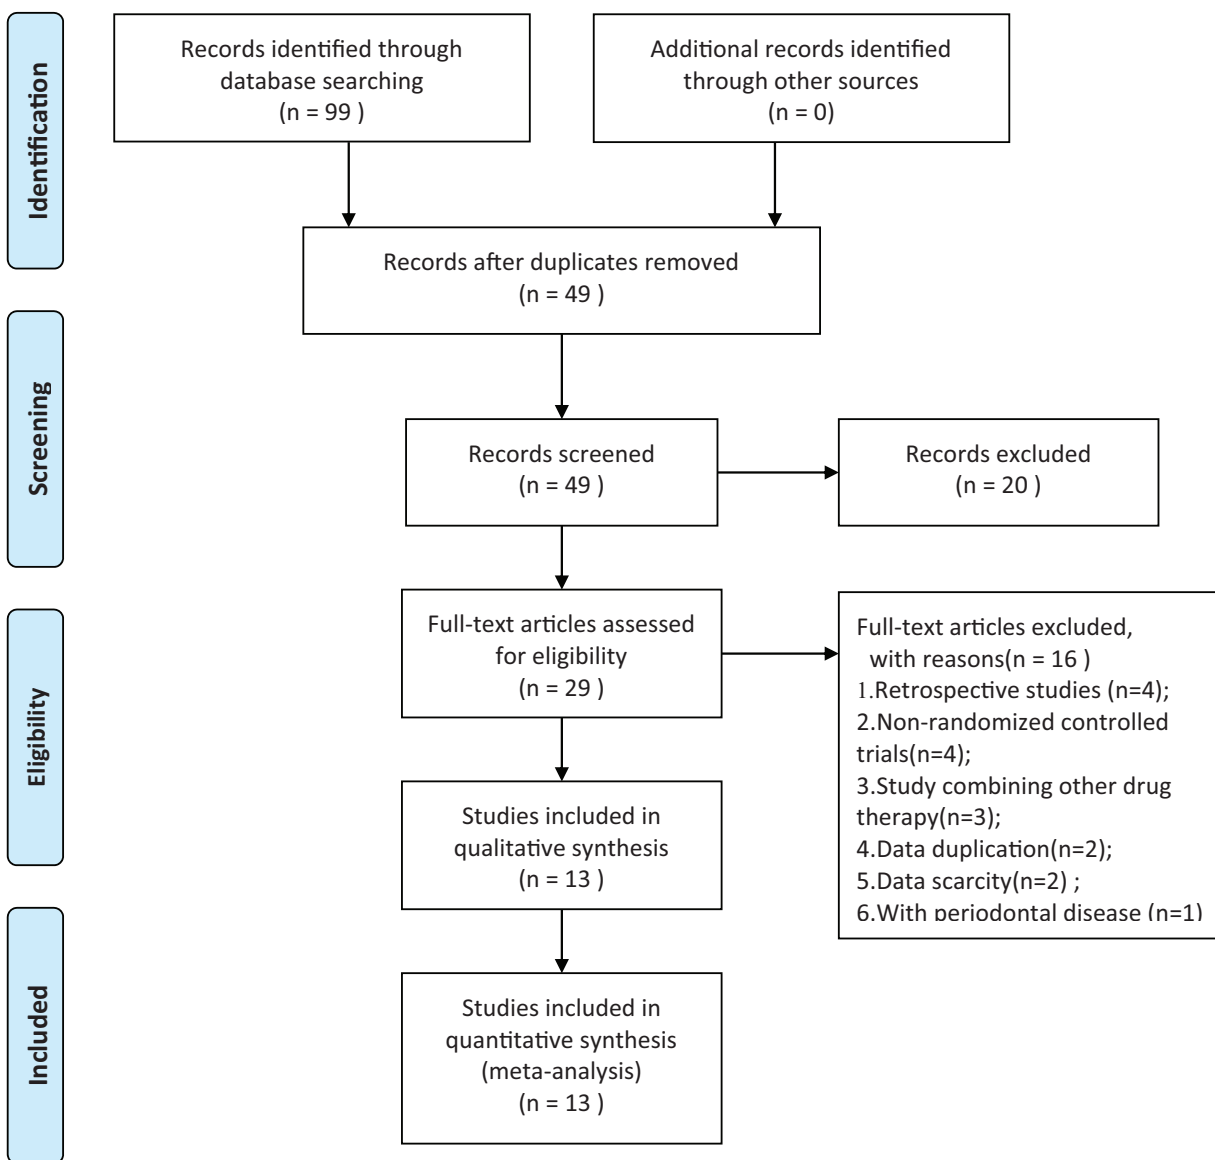 Identification
Records identified through
database searching
(n = 99 )
Additional records identified
through other sources
(n = 0)
Records after duplicates removed
(n = 49 )
Screening
Records screened
(n = 49 )
Records excluded
(n = 20 )
Eligibility
Full-text articles assessed
for eligibility
(n = 29 )
Full-text articles excluded,
with reasons(n = 16 )
1.Retrospective studies (n=4);
2.Non-randomized controlled
trials(n=4);
3.Study combining other drug
therapy(n=3);
4.Data duplication(n=2);
5.Data scarcity(n=2) ;
6.With periodontal disease (n=1)
Studies included in
qualitative synthesis
(n = 13 )
Included
Studies included in
quantitative synthesis
(meta-analysis)
(n = 13 )